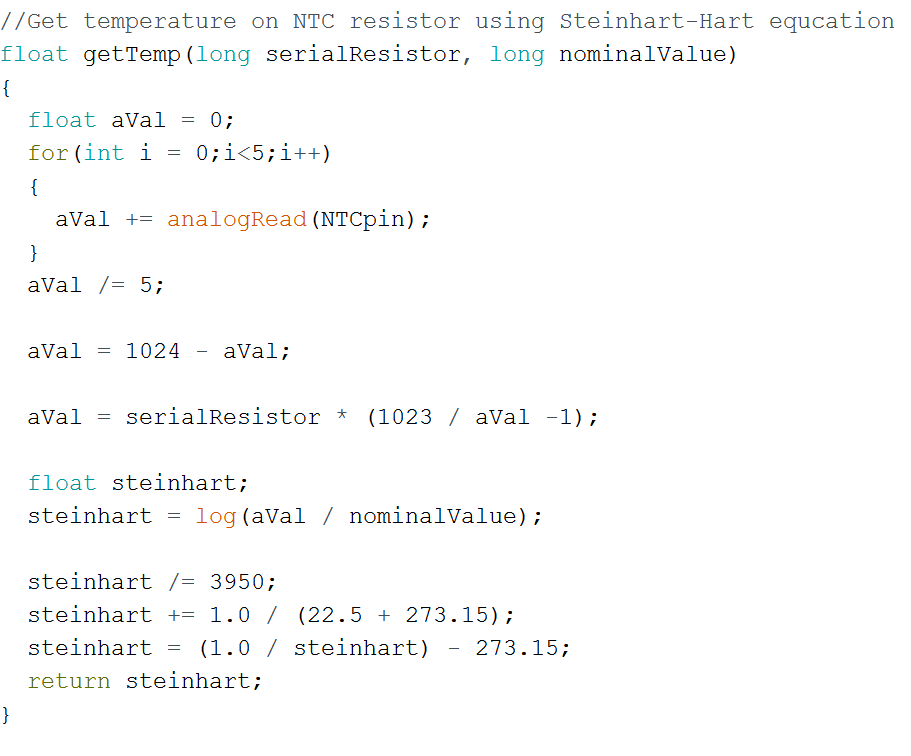 //Get temperature on NTC resistor using Steinhart-Hart equcation
float getTemp(long serialResistor, long nominalValue)
{
  float aVal = 0;
  for(int i = 0;i<5;i++)
  {
    aVal += analogRead(NTCpin);
  }
  aVal /= 5;

  aVal = 1024 - aVal;

  aVal = serialResistor * (1023 / aVal -1);

  float steinhart;
  steinhart = log(aVal / nominalValue);

  steinhart /= 3950;
  steinhart += 1.0 / (22.5 + 273.15);
  steinhart = (1.0 / steinhart) - 273.15;
  return steinhart;
}